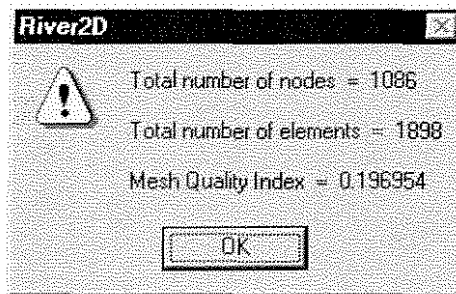 River2D
Total number of nodes = 1086
Total number of elements = 1898
Mesh Quality Index = 0.196954
OK